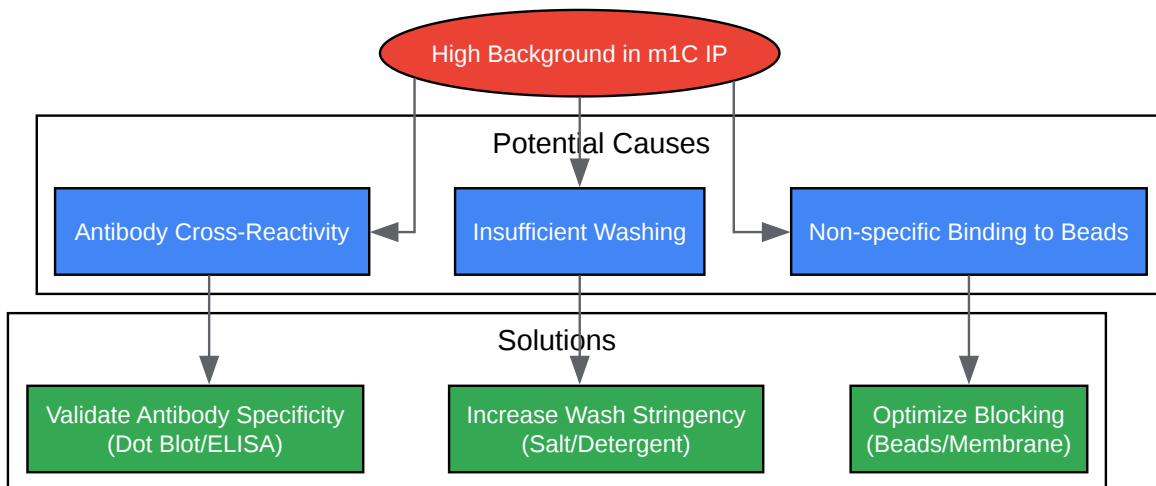 High Background in m1C IP
Potential Causes
Antibody Cross-Reactivity
Insufficient Washing
Non-specific Binding to Beads
Solutions
Validate Antibody Specificity
(Dot Blot/ELISA)
Increase Wash Stringency
(Salt/Detergent)
Optimize Blocking
(Beads/Membrane)